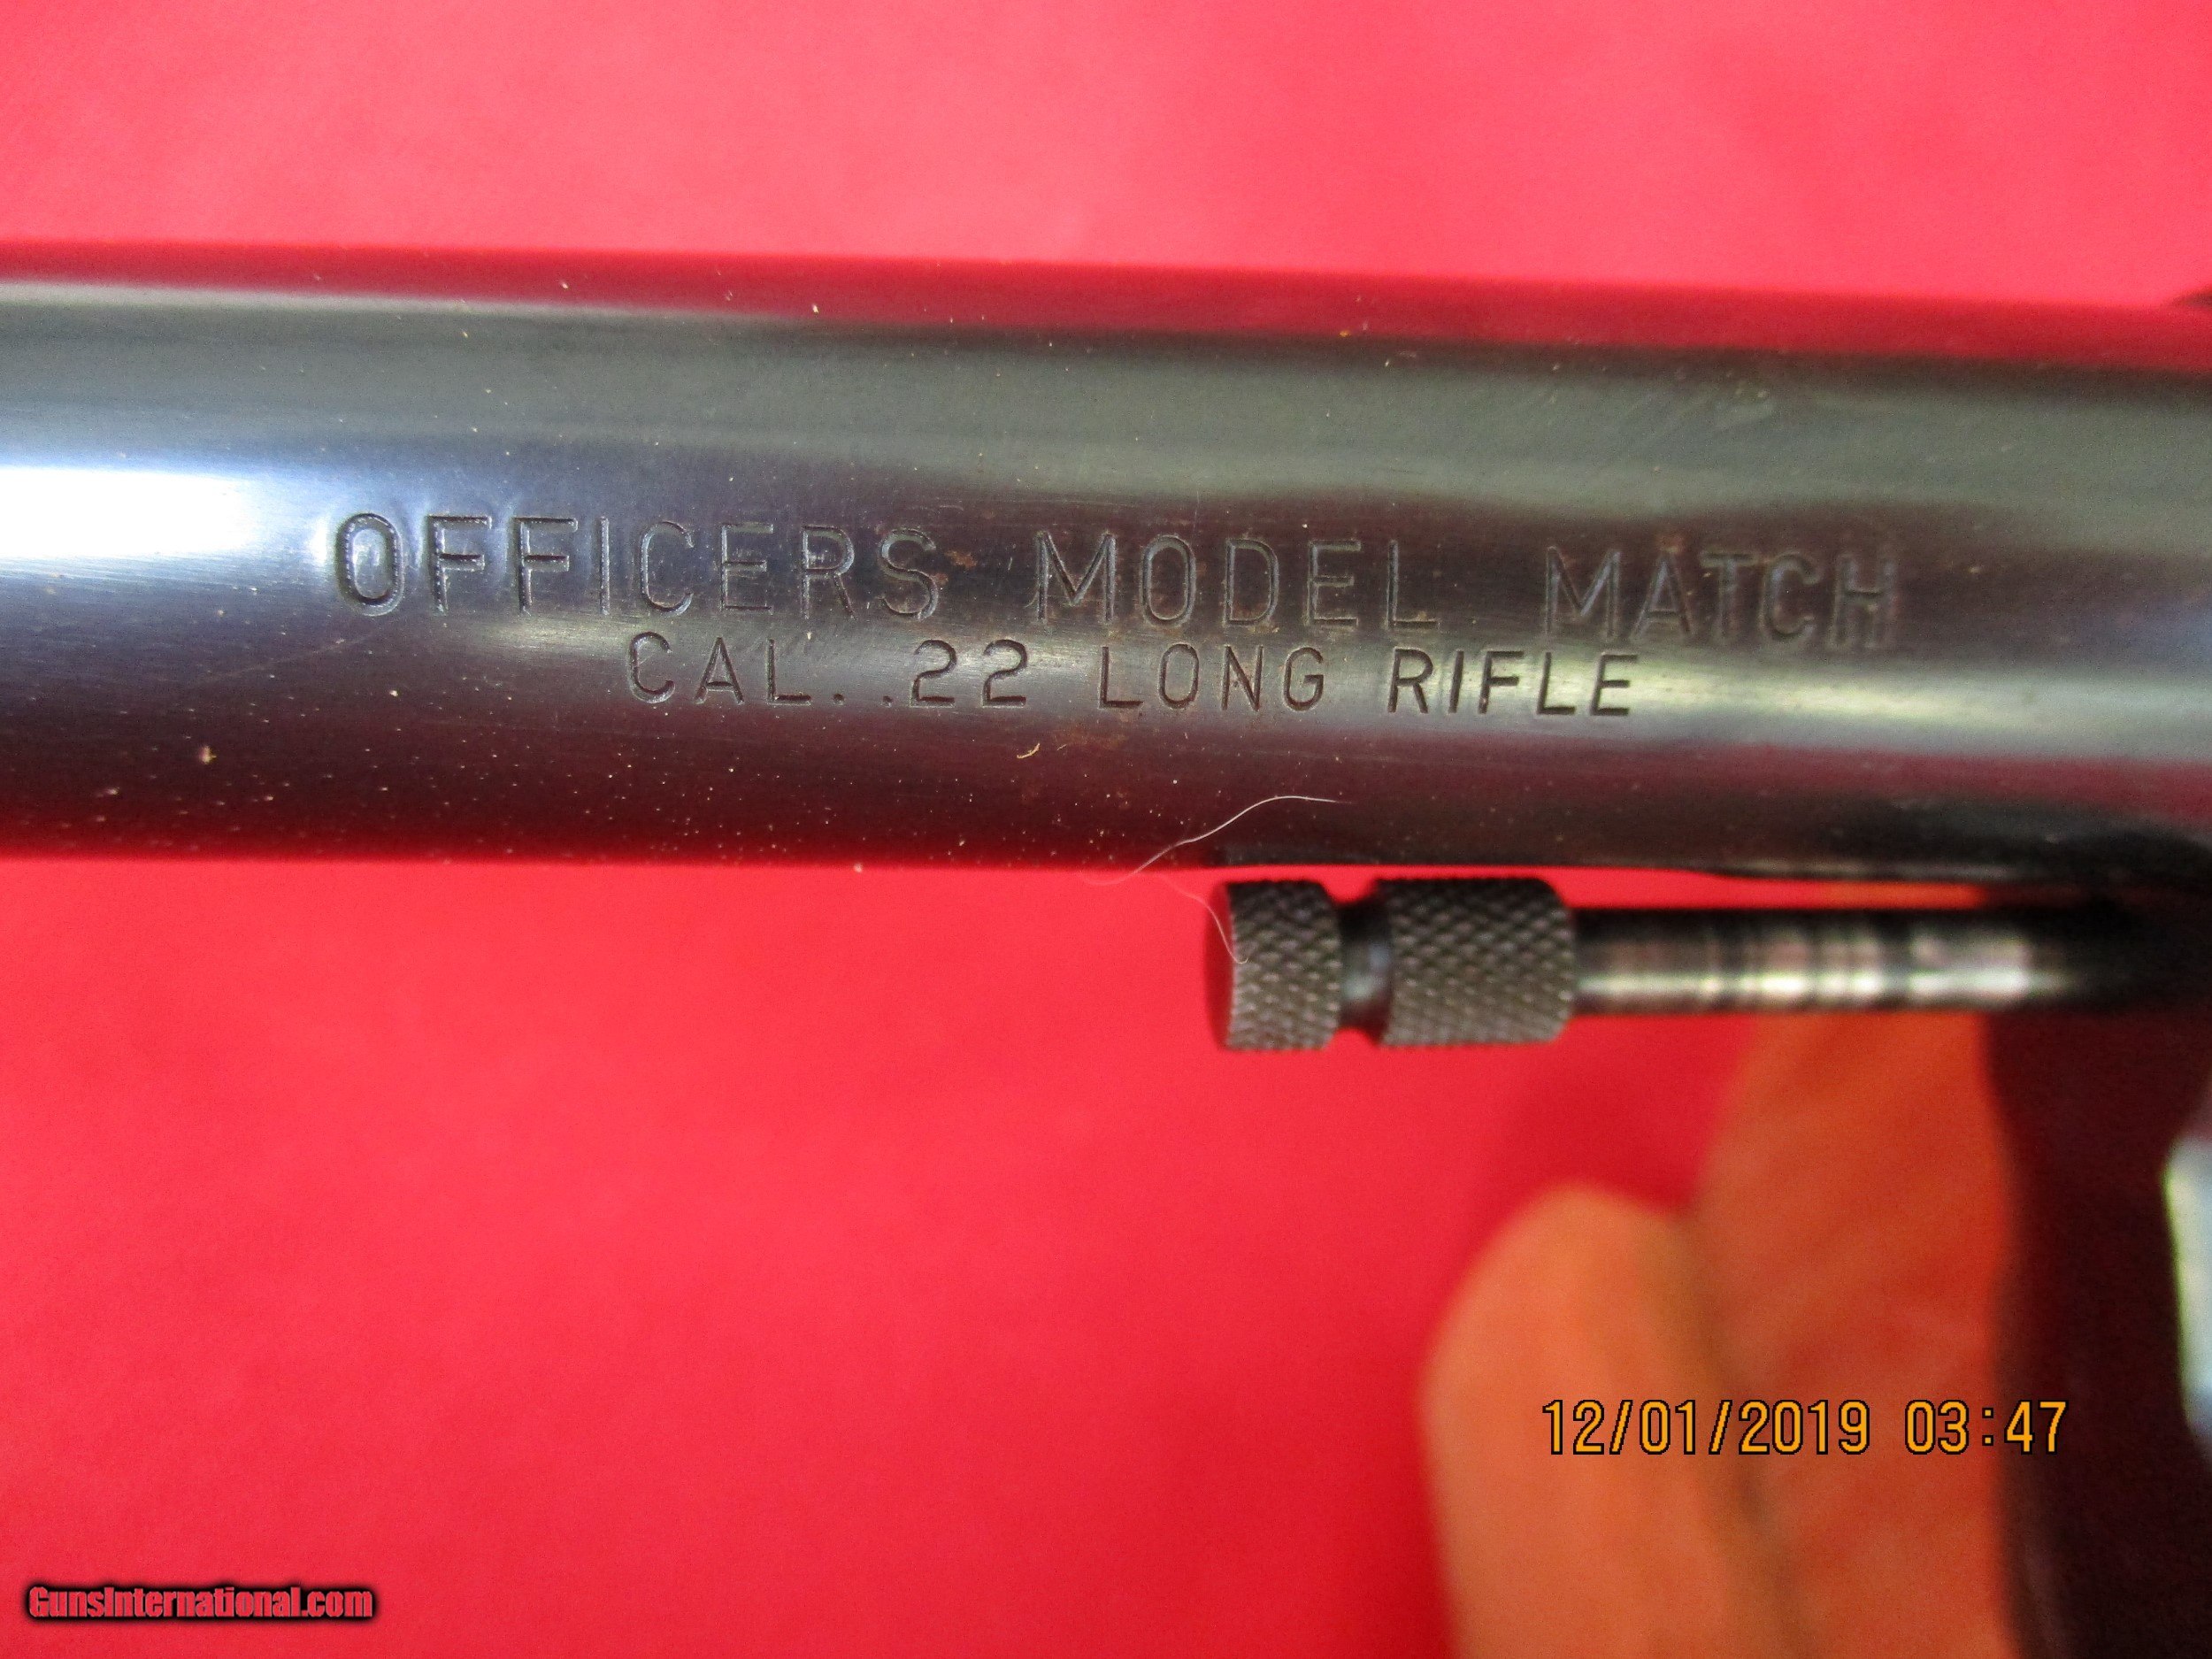 OFFICERS MODEL MATCH
CAL. .22 LONG RIFLE
12/01/2019 03:47
GunsInternational.com